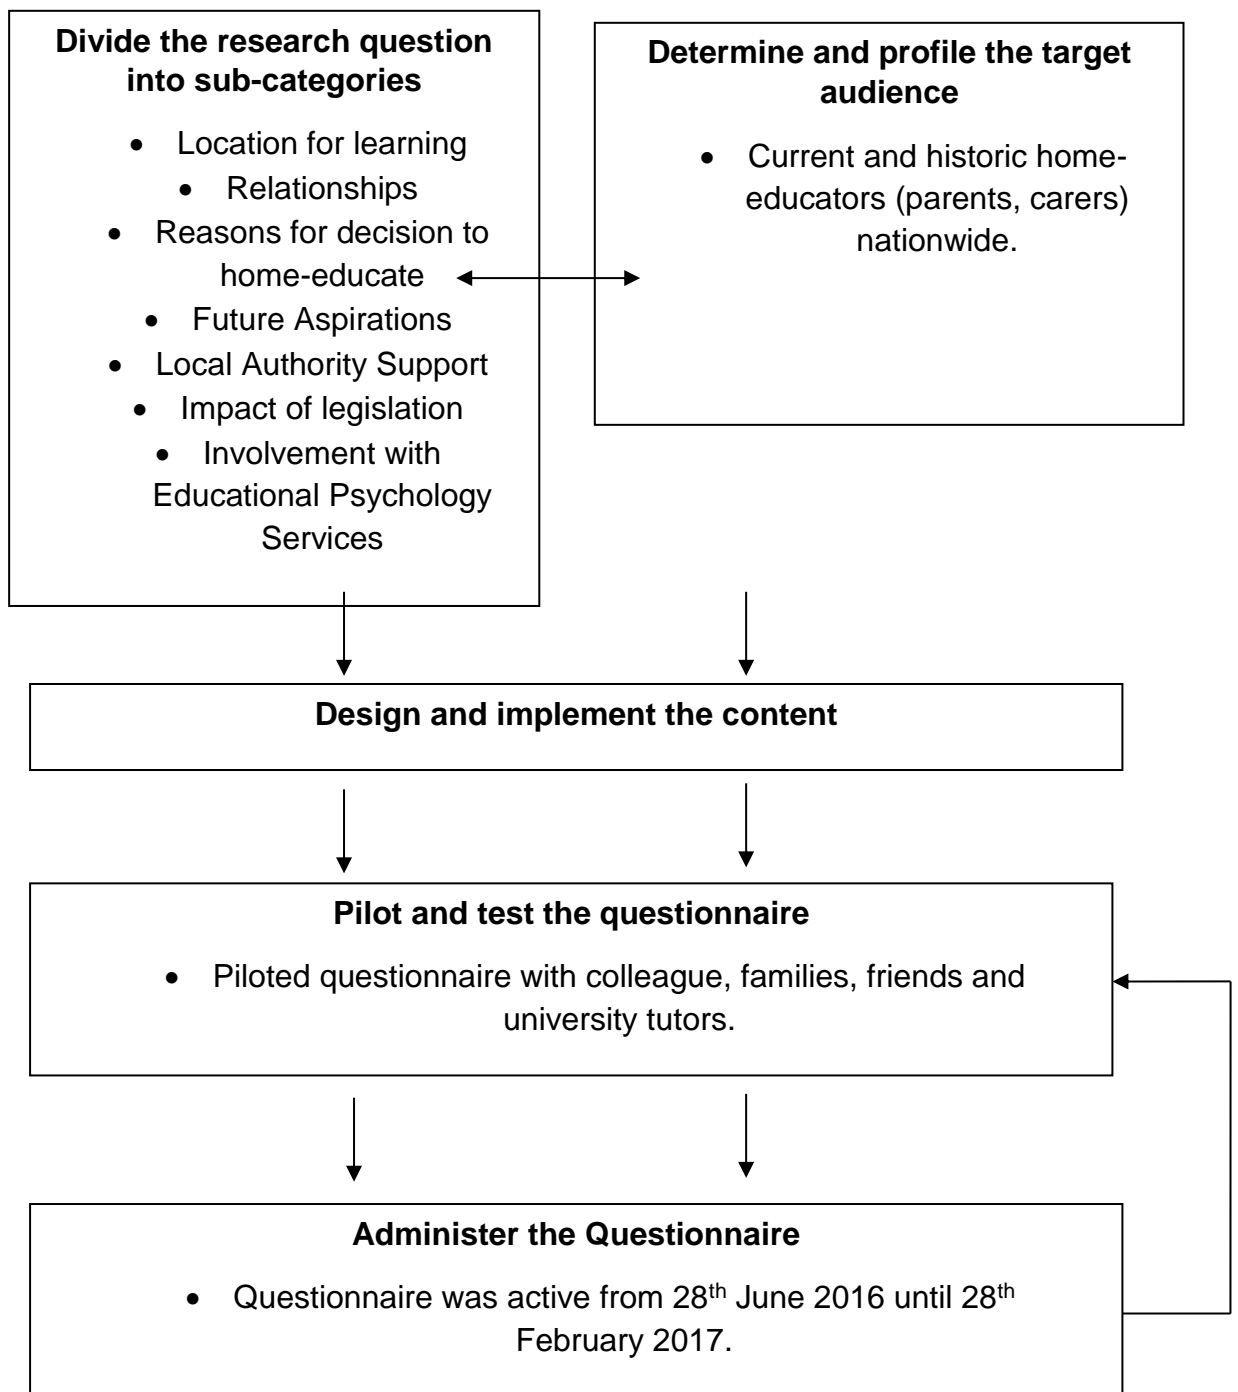 Divide the research question
into sub-categories
• Location for learning
• Relationships
• Reasons for decision to
home-educate
• Future Aspirations
• Local Authority Support
• Impact of legislation
• Involvement with
Educational Psychology
Services
Determine and profile the target
audience
• Current and historic home-
educators (parents, carers)
nationwide.
Design and implement the content
Pilot and test the questionnaire
• Piloted questionnaire with colleague, families, friends and
university tutors.
Administer the Questionnaire
• Questionnaire was active from 28th June 2016 until 28th
February 2017.